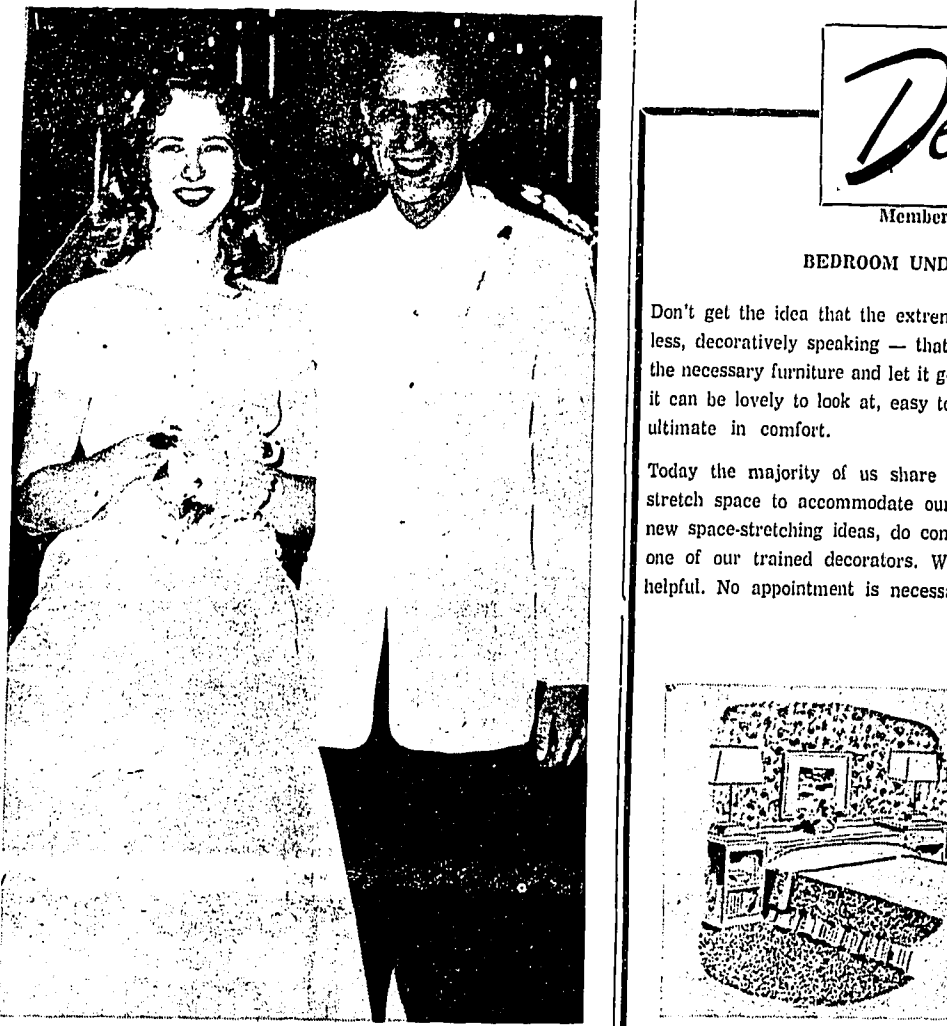 De
Member
BEDROOM UND
Don't get the idea that the extrem
less, decoratively speaking — that
the necessary furniture and let it g
it can be lovely to look at, easy to
ultimate in comfort.
Today the majority of us share
stretch space to accommodate our
new space-stretching ideas, do con
one of our trained decorators. W
helpful. No appointment is necess